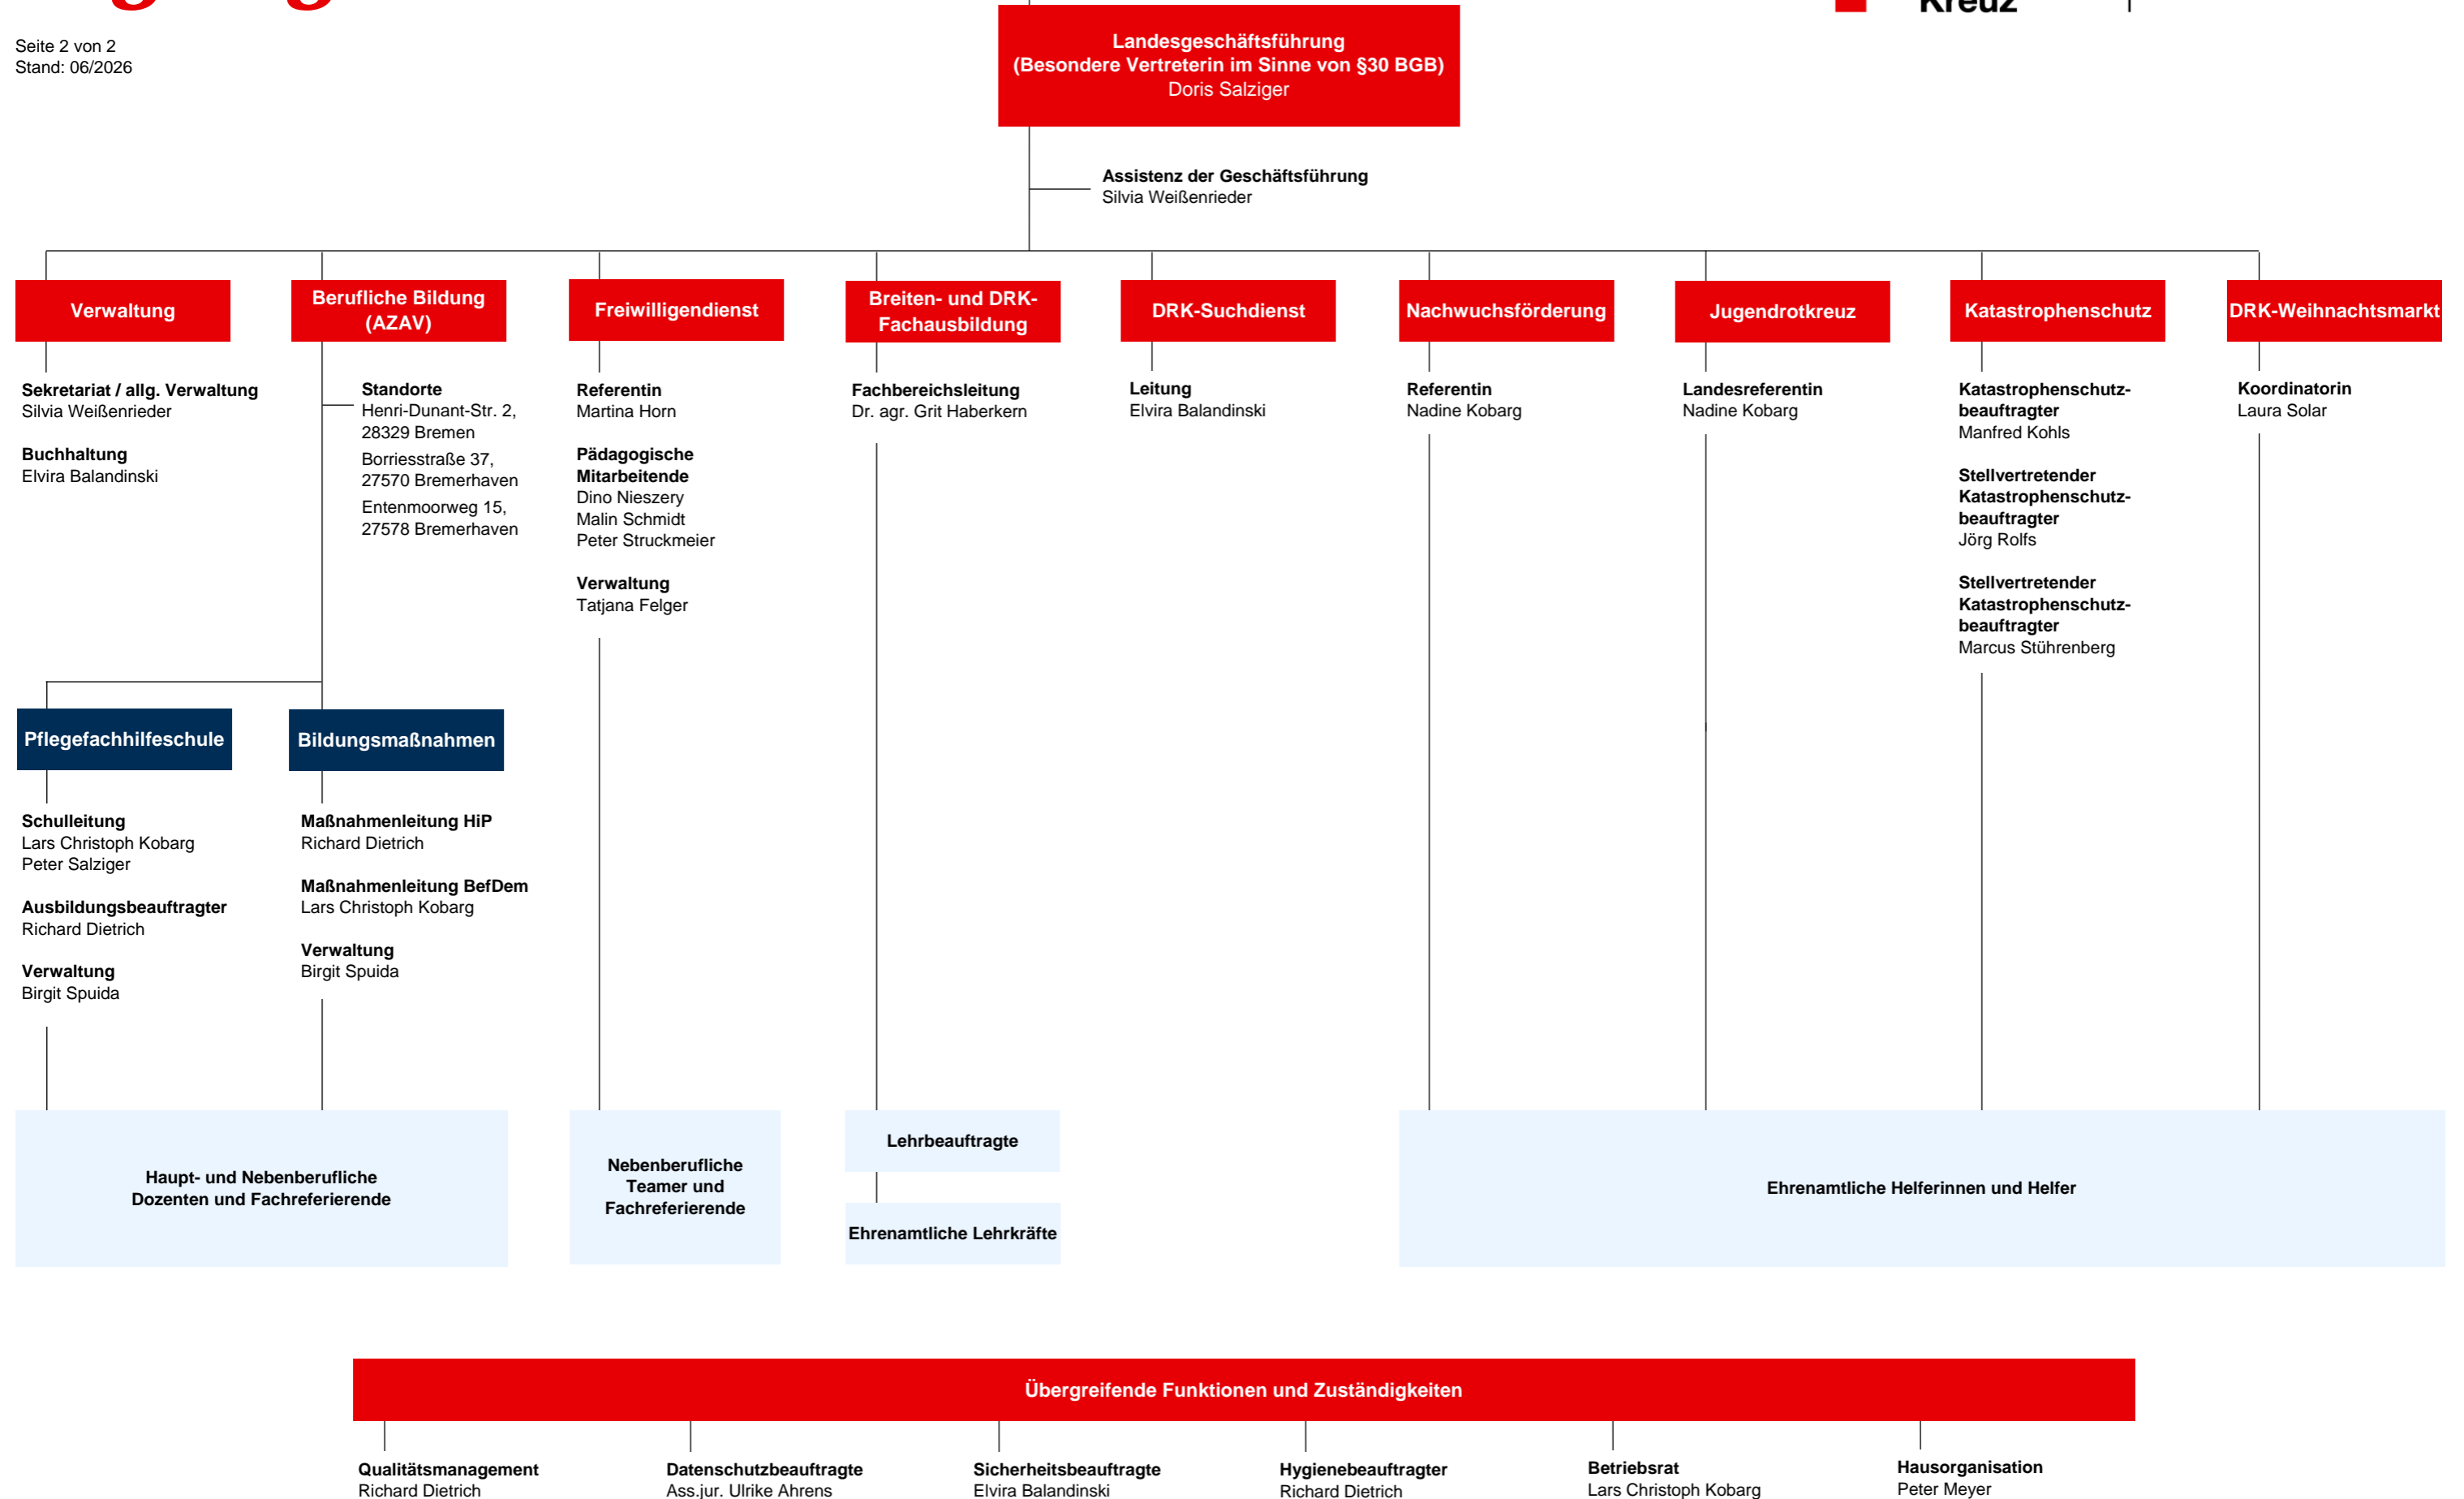 Kreuz
Seite 2 von 2
Stand: 06/2026
Landesgeschäftsführung
(Besondere Vertreterin im Sinne von §30 BGB)
Doris Salziger
Assistenz der Geschäftsführung
Silvia Weißenrieder
Verwaltung
Sekretariat / allg. Verwaltung
Silvia Weißenrieder
Buchhaltung
Elvira Balandinski
Berufliche Bildung
(AZAV)
Standorte
Henri-Dunant-Str. 2,
28329 Bremen
Borriesstraße 37,
27570 Bremerhaven
Entenmoorweg 15,
27578 Bremerhaven
Freiwilligendienst
Referentin
Martina Horn
Pädagogische
Mitarbeitende
Dino Nieszery
Malin Schmidt
Peter Struckmeier
Verwaltung
Tatjana Felger
Breiten- und DRK-
Fachausbildung
Fachbereichsleitung
Dr. agr. Grit Haberkern
DRK-Suchdienst
Leitung
Elvira Balandinski
Nachwuchsförderung
Referentin
Nadine Kobarg
Jugendrotkreuz
Landesreferentin
Nadine Kobarg
Katastrophenschutz
Katastrophenschutz-
beauftragter
Manfred Kohls
Stellvertretender
Katastrophenschutz-
beauftragter
Jörg Rolfs
Stellvertretender
Katastrophenschutz-
beauftragter
Marcus Stührenberg
DRK-Weihnachtsmarkt
Koordinatorin
Laura Solar
Pflegefachhilfeschule
Schulleitung
Lars Christoph Kobarg
Peter Salziger
Ausbildungsbeauftragter
Richard Dietrich
Verwaltung
Birgit Spuida
Bildungsmaßnahmen
Maßnahmenleitung HiP
Richard Dietrich
Maßnahmenleitung BefDem
Lars Christoph Kobarg
Verwaltung
Birgit Spuida
Haupt- und Nebenberufliche
Dozenten und Fachreferierende
Nebenberufliche
Teamer und
Fachreferierende
Lehrbeauftragte
Ehrenamtliche Lehrkräfte
Ehrenamtliche Helferinnen und Helfer
Übergreifende Funktionen und Zuständigkeiten
Qualitätsmanagement
Richard Dietrich
Datenschutzbeauftragte
Ass.jur. Ulrike Ahrens
Sicherheitsbeauftragte
Elvira Balandinski
Hygienebeauftragter
Richard Dietrich
Betriebsrat
Lars Christoph Kobarg
Hausorganisation
Peter Meyer